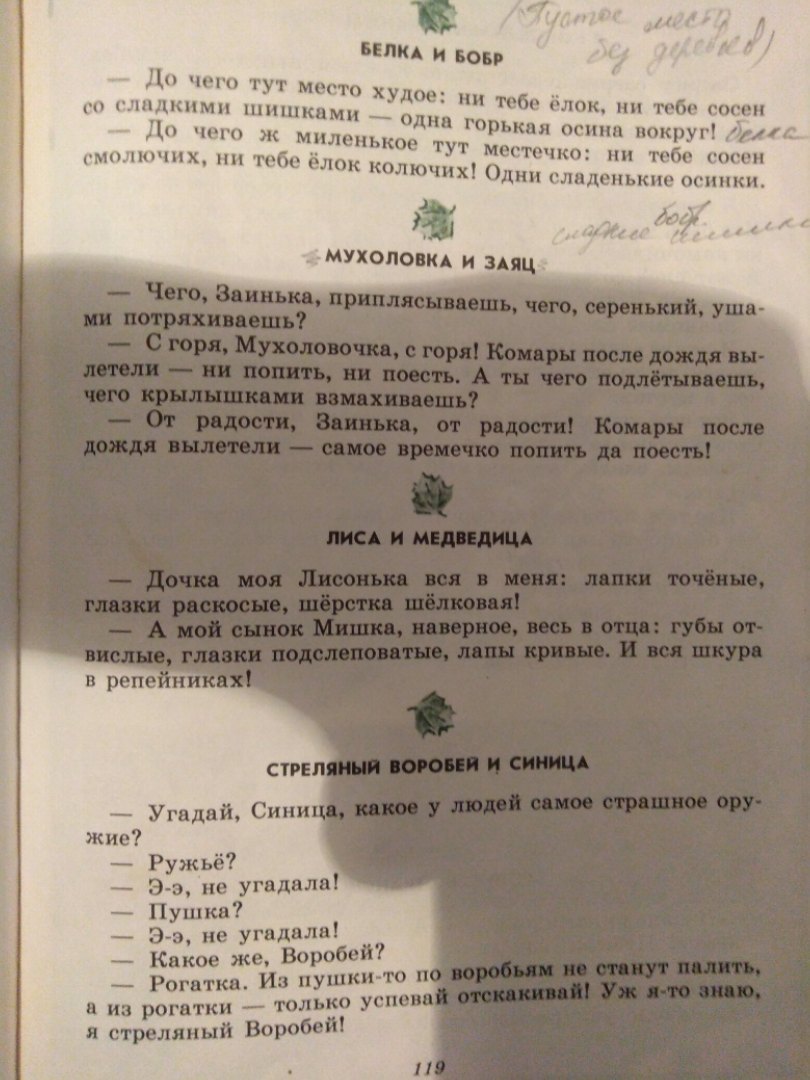 (Пустое место
без деревьев)
БЕЛКА И БОБР
— До чего тут место худое: ни тебе ёлок, ни тебе сосен
со сладкими шишками — одна горькая осина вокруг! белка
— До чего ж миленькое тут местечко: ни тебе сосен
смолючих, ни тебе ёлок колючих! Одни сладенькие осинки.
бобр
сладкие
МУХОЛОВКА И ЗАЯЦ
— Чего, Заинька, приплясываешь, чего, серенький, уша-
ми потряхиваешь?
— С горя, Мухоловочка, с горя! Комары после дождя вы-
летели — ни попить, ни поесть. А ты чего подлётываешь,
чего крылышками взмахиваешь?
— От радости, Заинька, от радости! Комары после
дождя вылетели — самое времечко попить да поесть!
ЛИСА И МЕДВЕДИЦА
— Дочка моя Лисонька вся в меня: лапки точёные,
глазки раскосые, шёрстка шёлковая!
— А мой сынок Мишка, наверное, весь в отца: губы от-
вислые, глазки подслеповатые, лапы кривые. И вся шкура
в репейниках!
СТРЕЛЯНЫЙ ВОРОБЕЙ И СИНИЦА
— Угадай, Синица, какое у людей самое страшное ору-
жие?
— Ружьё?
— Э-э, не угадала!
— Пушка?
— Э-э, не угадала!
— Какое же, Воробей?
— Рогатка. Из пушки-то по воробьям не станут палить,
а из рогатки — только успевай отскакивай! Уж я-то знаю,
я стреляный Воробей!
119